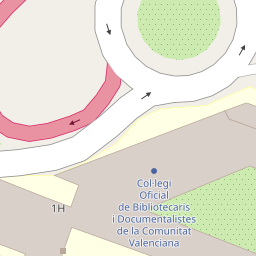 Col·legi
Oficial
de Bibliotecaris
i Documentalistes
de la Comunitat
Valenciana
1H